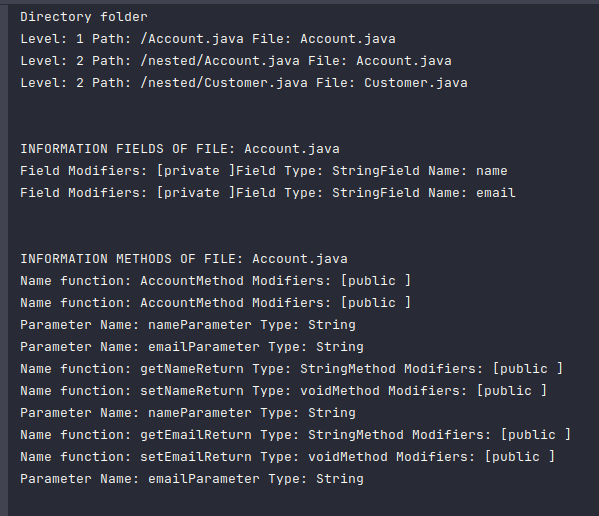 Directory folder
Level: 1 Path: /Account.java File: Account.java
Level: 2 Path: /nested/Account.java File: Account.java
Level: 2 Path: /nested/Customer.java File: Customer.java
INFORMATION FIELDS OF FILE: Account.java
Field Modifiers: [private ]Field Type: StringField Name: name
Field Modifiers: [private ]Field Type: StringField Name: email
INFORMATION METHODS OF FILE: Account.java
Name function: AccountMethod Modifiers: [public ]
Name function: AccountMethod Modifiers: [public ]
Parameter Name: nameParameter Type: String
Parameter Name: emailParameter Type: String
Name function: getNameReturn Type: StringMethod Modifiers: [public ]
Name function: setNameReturn Type: voidMethod Modifiers: [public ]
Parameter Name: nameParameter Type: String
Name function: getEmailReturn Type: StringMethod Modifiers: [public ]
Name function: setEmailReturn Type: voidMethod Modifiers: [public ]
Parameter Name: emailParameter Type: String